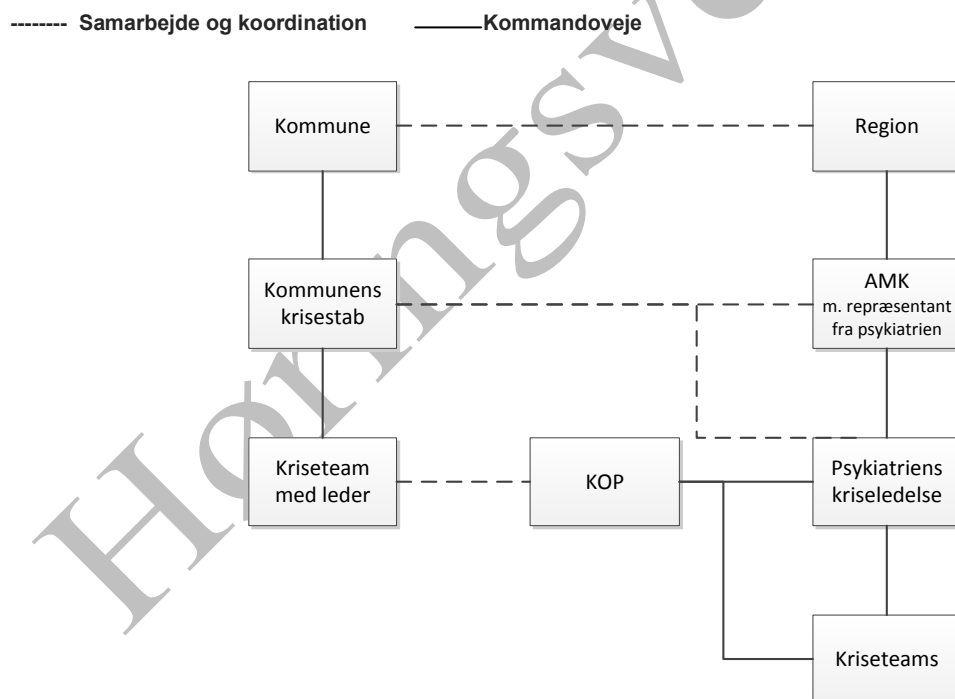 -------- Samarbejde og koordination ———Kommandoveje
Kommune
Region
Kommunens
krisestab
AMK
m. repræsentant
fra psykiatrien
Kriseteam
med leder
KOP
Psykiatriens
kriseledelse
Kriseteams